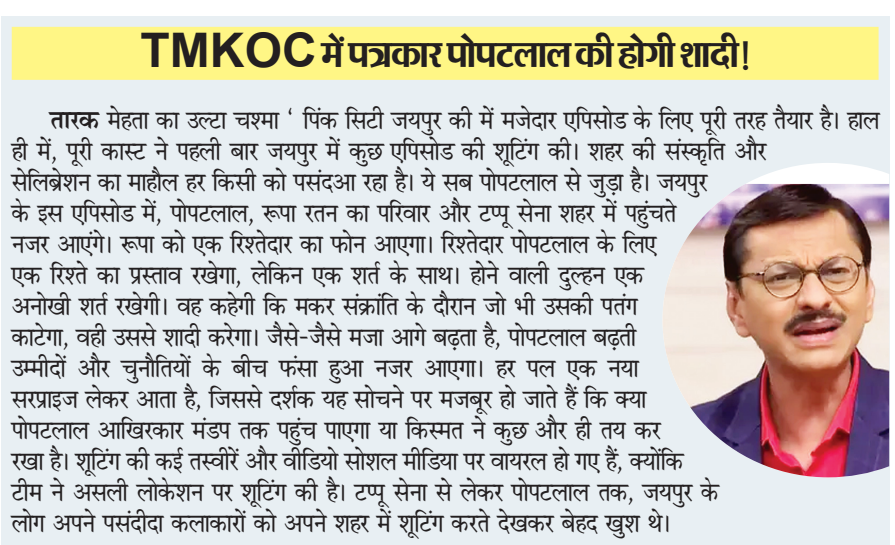 TMKOC में पत्रकार पोपटलाल की होगी शादी!
तारक मेहता का उल्टा चश्मा ‘ पिंक सिटी जयपुर की में मजेदार एपिसोड के लिए पूरी तरह तैयार है। हाल
ही में, पूरी कास्ट ने पहली बार जयपुर में कुछ एपिसोड की शूटिंग की। शहर की संस्कृति और
सेलिब्रेशन का माहौल हर किसी को पसंदआ रहा है। ये सब पोपटलाल से जुड़ा है। जयपुर
के इस एपिसोड में, पोपटलाल, रूपा रतन का परिवार और टप्पू सेना शहर में पहुंचते
नजर आएंगे। रूपा को एक रिश्तेदार का फोन आएगा। रिश्तेदार पोपटलाल के लिए
एक रिश्ते का प्रस्ताव रखेगा, लेकिन एक शर्त के साथ। होने वाली दुल्हन एक
अनोखी शर्त रखेगी। वह कहेगी कि मकर संक्रांति के दौरान जो भी उसकी पतंग
काटेगा, वही उससे शादी करेगा। जैसे-जैसे मजा आगे बढ़ता है, पोपटलाल बढ़ती
उम्मीदों और चुनौतियों के बीच फंसा हुआ नजर आएगा। हर पल एक नया
सरप्राइज लेकर आता है, जिससे दर्शक यह सोचने पर मजबूर हो जाते हैं कि क्या
पोपटलाल आखिरकार मंडप तक पहुंच पाएगा या किस्मत ने कुछ और ही तय कर
रखा है। शूटिंग की कई तस्वीरें और वीडियो सोशल मीडिया पर वायरल हो गए हैं, क्योंकि
टीम ने असली लोकेशन पर शूटिंग की है। टप्पू सेना से लेकर पोपटलाल तक, जयपुर के
लोग अपने पसंदीदा कलाकारों को अपने शहर में शूटिंग करते देखकर बेहद खुश थे।